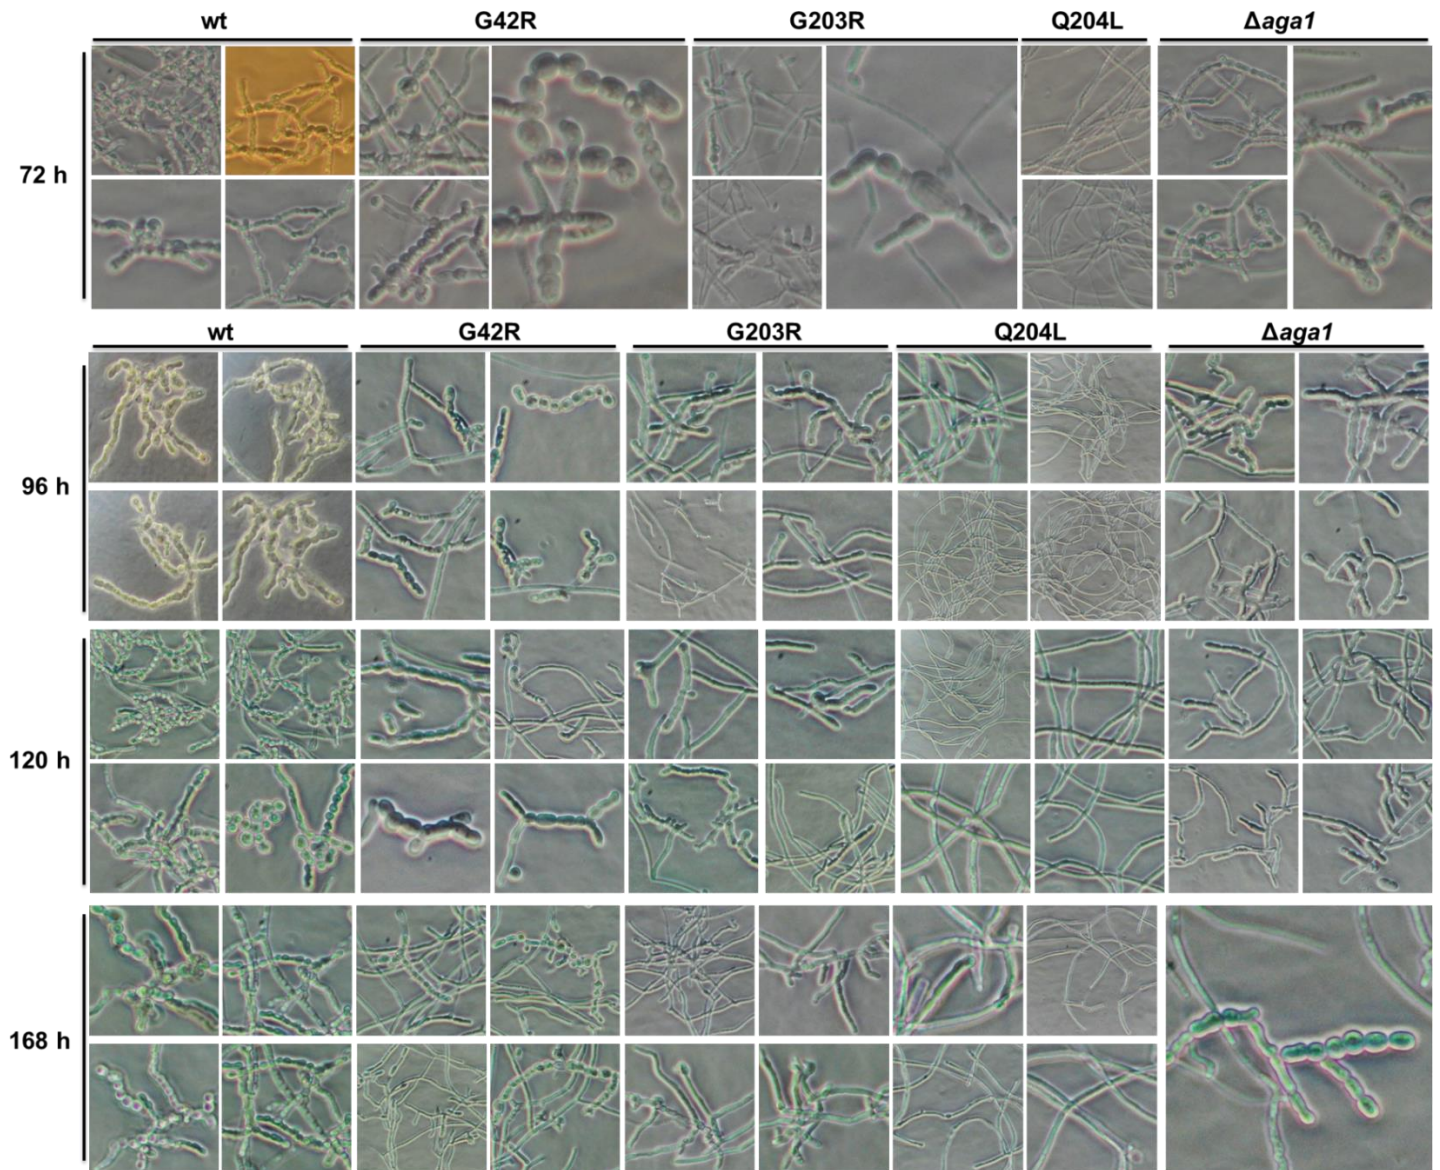 wt G42R G203R Q204L Δaga1
72 h
wt G42R G203R Q204L Δaga1
96 h
120 h
168 h